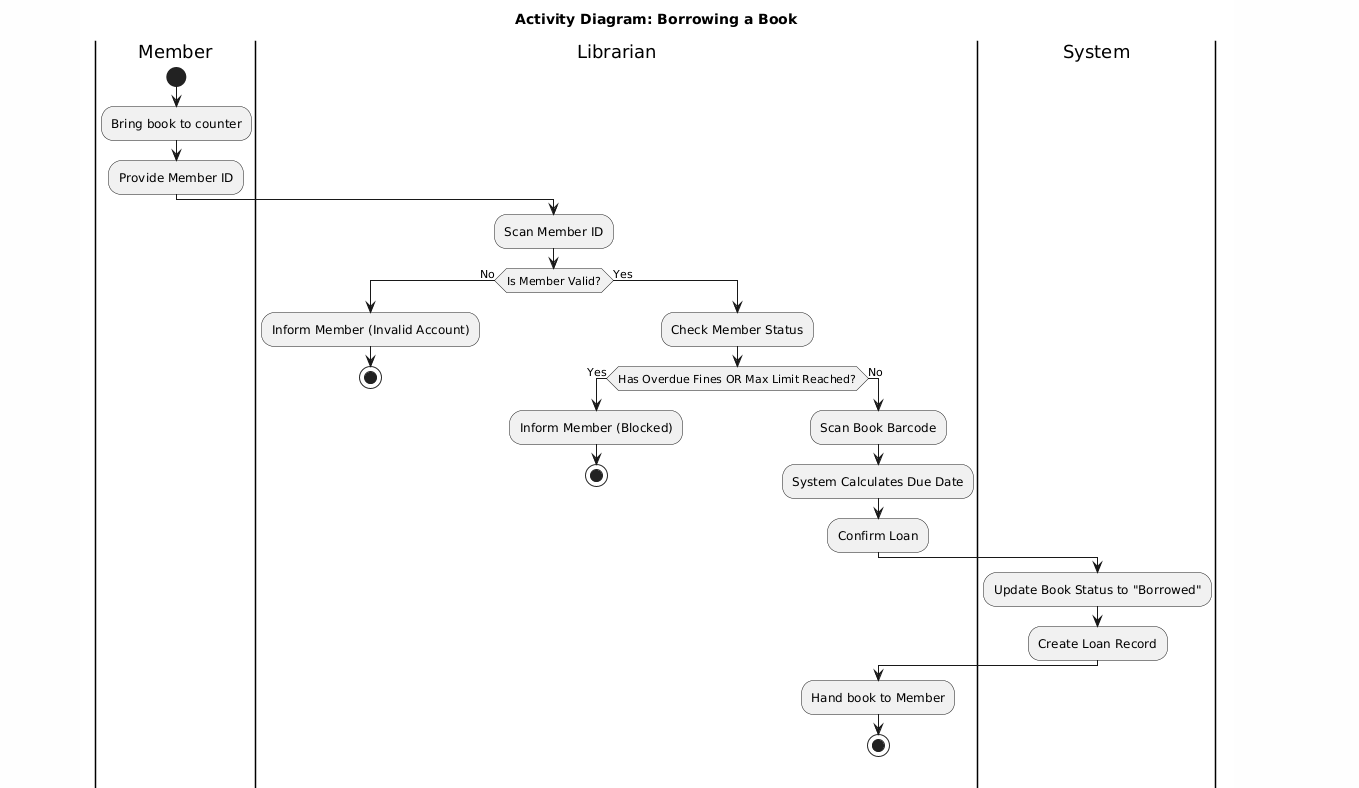 Activity Diagram: Borrowing a Book
Member
Librarian
System
Bring book to counter
Provide Member ID
Scan Member ID
No
Is Member Valid?
Yes
Inform Member (Invalid Account)
Check Member Status
Yes
Has Overdue Fines OR Max Limit Reached?
No
Inform Member (Blocked)
Scan Book Barcode
System Calculates Due Date
Confirm Loan
Update Book Status to "Borrowed"
Create Loan Record
Hand book to Member